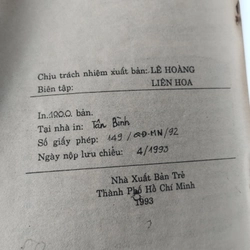 Chịu trách nhiệm xuất bản: LÊ HOÀNG
Biên tập: LIÊN HOA
In.1000. bản.
Tại nhà in: Tân Bình
Số giấy phép: 149 / QĐ-MN/92
Ngày nộp lưu chiểu: 4/1993
Nhà Xuất Bản Trẻ
Thành Phố Hồ Chí Minh
1993